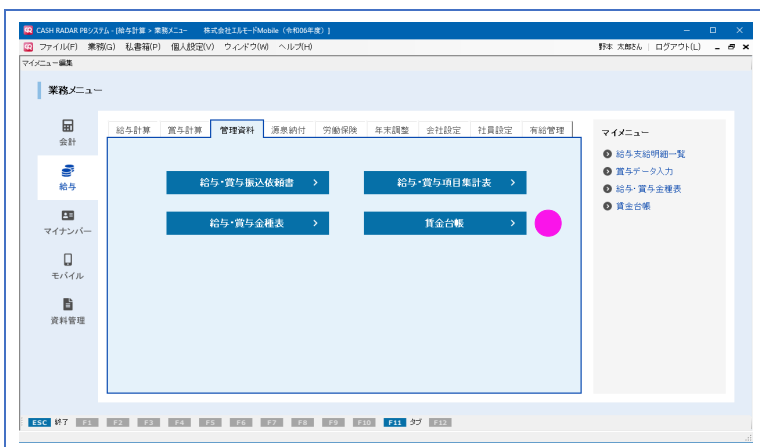 CASH RADAR PBシステム - [給与計算 > 業務メニュー 株式会社エルモードMobile（令和06年度）]
ファイル(F) 業務(G) 私書箱(P) 個人設定(V) ウィンドウ(W) ヘルプ(H) 野本 太郎さん | ログアウト(L)
マイメニュー編集
業務メニュー
会計
給与
マイナンバー
モバイル
資料管理
給与計算 賞与計算 管理資料 源泉納付 労働保険 年末調整 会社設定 社員設定 有給管理
給与・賞与振込依頼書 給与・賞与項目集計表
給与・賞与金種表 賃金台帳
マイメニュー
給与支給明細一覧
賞与データ入力
給与・賞与金種表
賃金台帳
ESC 終了 F1 F2 F3 F4 F5 F6 F7 F8 F9 F10 F11 タブ F12